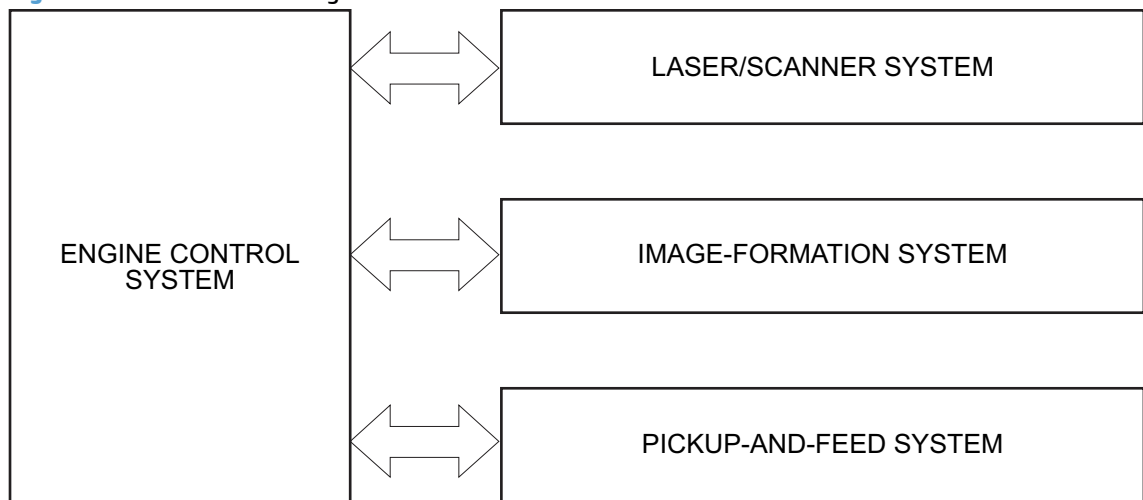 LASER/SCANNER SYSTEM
ENGINE CONTROL
SYSTEM
IMAGE-FORMATION SYSTEM
PICKUP-AND-FEED SYSTEM